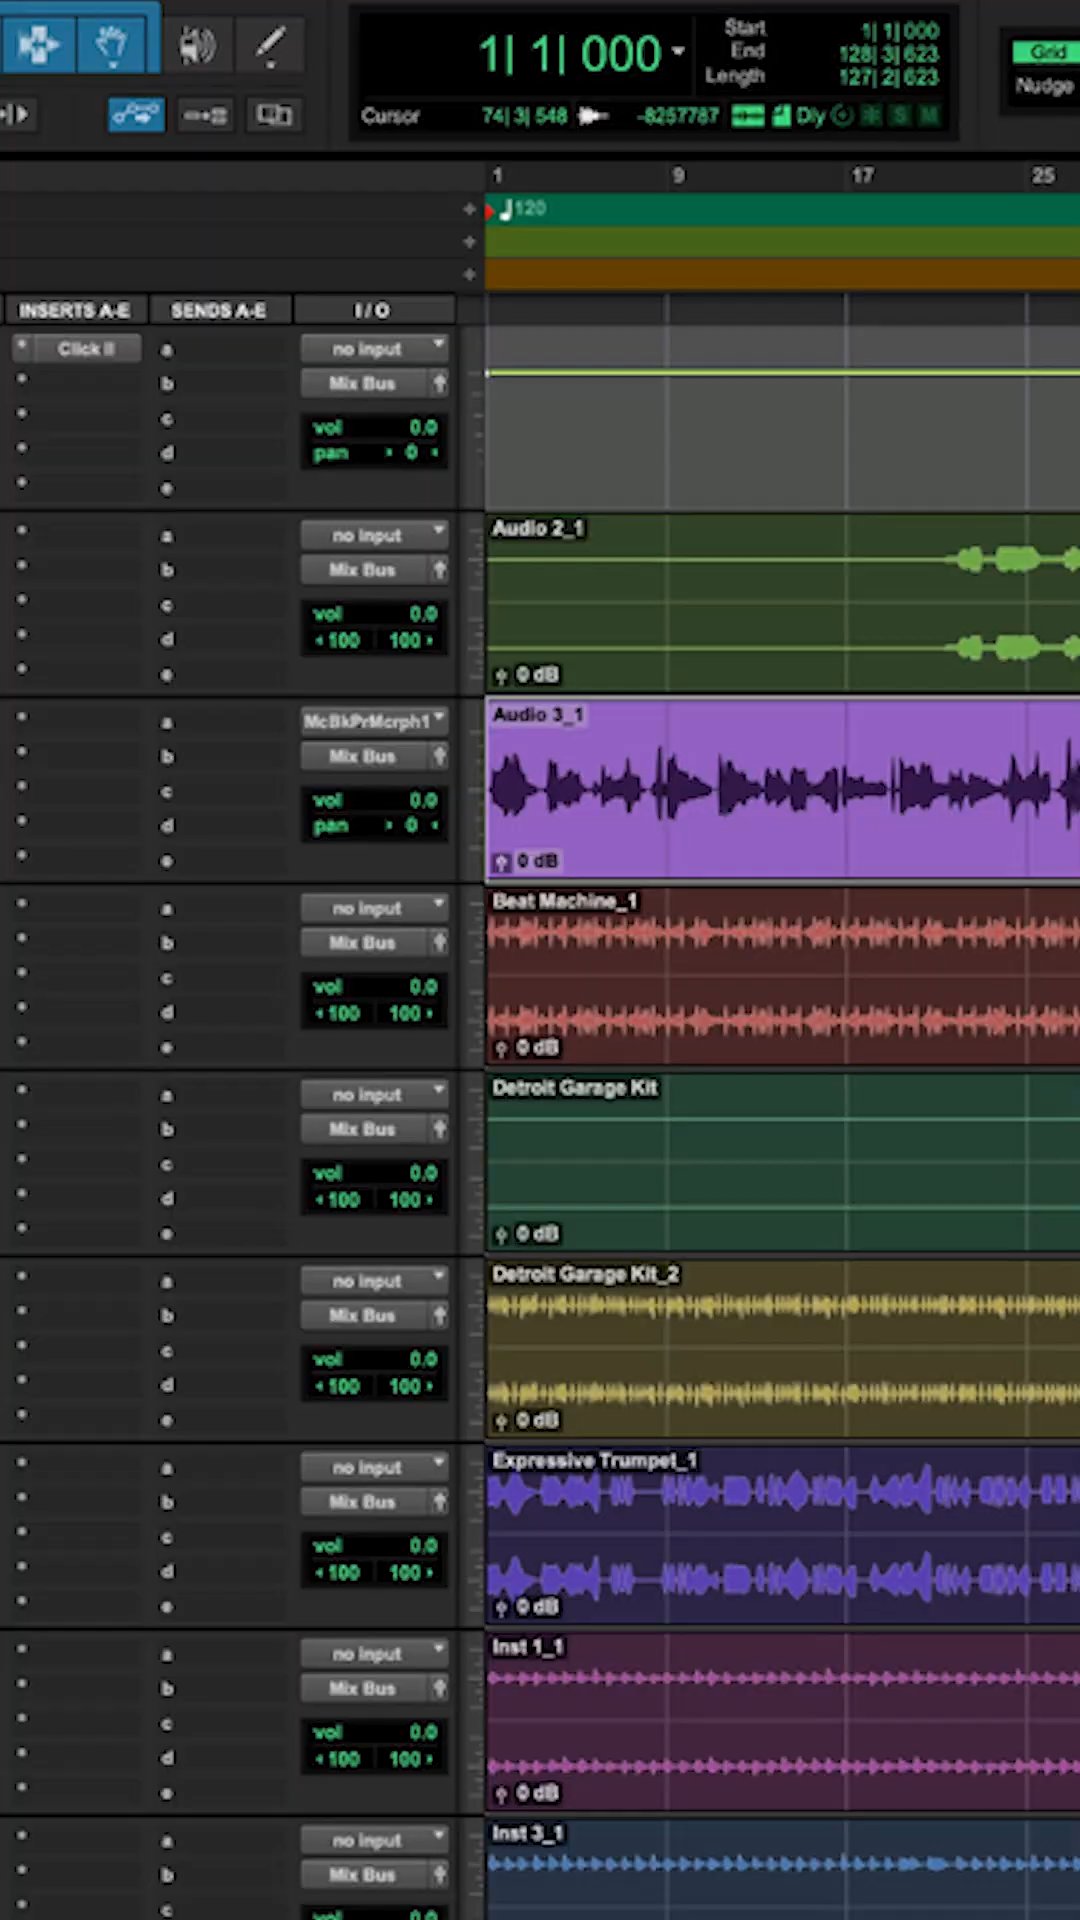 1| 1| 000
Start 1| 1| 000
End 128| 3| 623
Length 127| 2| 623
Grid
Nudge
Cursor 74| 3| 548 -8257787 Dly S M
1 9 17 25
120
INSERTS A-E SENDS A-E I / O
Click II a no input
b Mix Bus
c vol 0.0
d pan 0
e
Audio 2_1
a no input
b Mix Bus
c vol 0.0
d 100 100
e 0 dB
Audio 3_1
a McBkPrMcrph1
b Mix Bus
c vol 0.0
d pan 0
e 0 dB
Beat Machine_1
a no input
b Mix Bus
c vol 0.0
d 100 100
e 0 dB
Detroit Garage Kit
a no input
b Mix Bus
c vol 0.0
d 100 100
e 0 dB
Detroit Garage Kit_2
a no input
b Mix Bus
c vol 0.0
d 100 100
e 0 dB
Expressive Trumpet_1
a no input
b Mix Bus
c vol 0.0
d 100 100
e 0 dB
Inst 1_1
a no input
b Mix Bus
c vol 0.0
d 100 100
e 0 dB
Inst 3_1
a no input
b Mix Bus
c vol 0.0